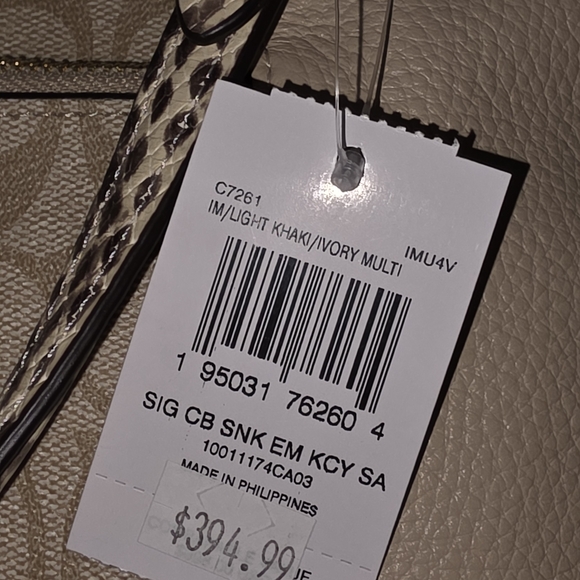 C7261
IM/LIGHT KHAKI/IVORY MULTI
IMU4V
1 95031 76260 4
SIG CB SNK EM KCY SA
10011174CA03
MADE IN PHILIPPINES
$394.99